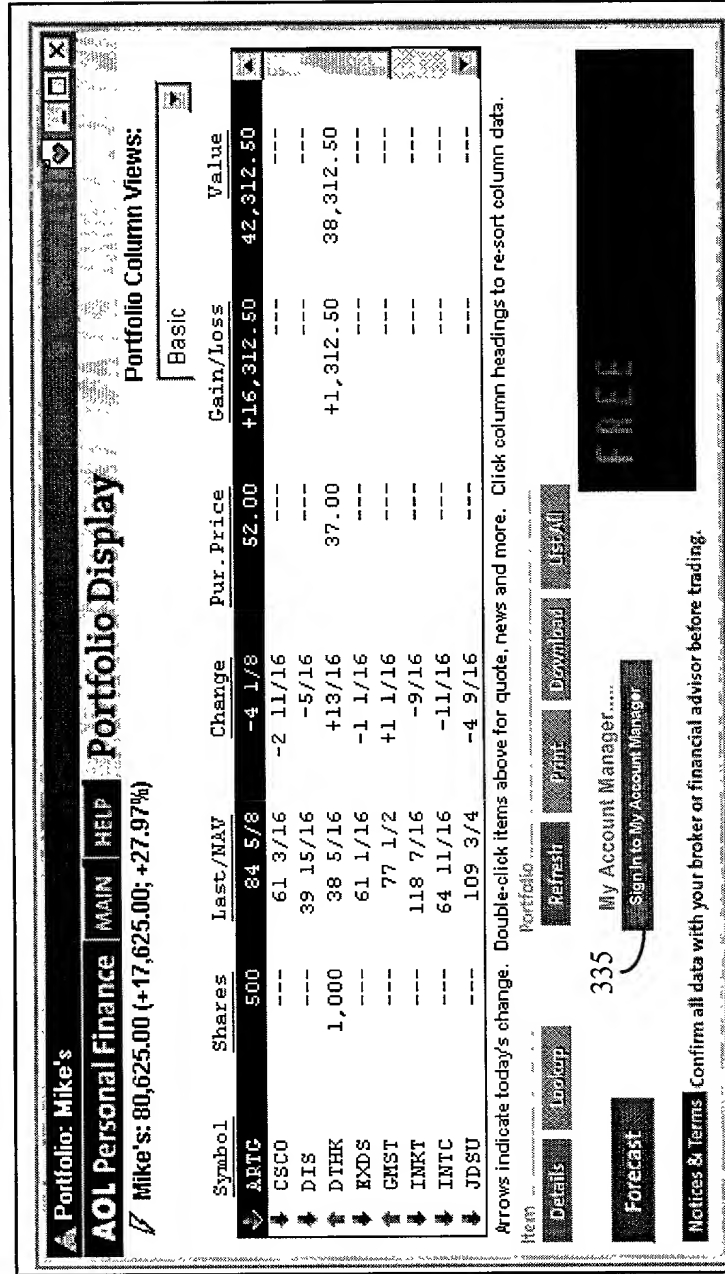 Portfolio: Mike's
AOL Personal Finance MAIN HELP Portfolio Display
Mike's: 80,625.00 (+17,625.00; +27.97%)
Portfolio Column Views:
Basic
Symbol Shares Last/NAV Change Pur.Price Gain/Loss Value
ARTG 500 84 5/8 -4 1/8 52.00 +16,312.50 42,312.50
CSCO --- 61 3/16 -2 11/16 --- --- ---
DIS --- 39 15/16 -5/16 --- --- ---
DTHK 1,000 38 5/16 +13/16 37.00 +1,312.50 38,312.50
EXDS --- 61 1/16 -1 1/16 --- --- ---
GMST --- 77 1/2 +1 1/16 --- --- ---
INKT --- 118 7/16 -9/16 --- --- ---
INTC --- 64 11/16 -11/16 --- --- ---
JDSU --- 109 3/4 -4 9/16 --- --- ---
Arrows indicate today's change. Double-click items above for quote, news and more. Click column headings to re-sort column data.
Item Portfolio
Details Lookup Refresh Print Download List All
335
My Account Manager.....
Forecast Sign In to My Account Manager
FREE
Notices & Terms Confirm all data with your broker or financial advisor before trading.